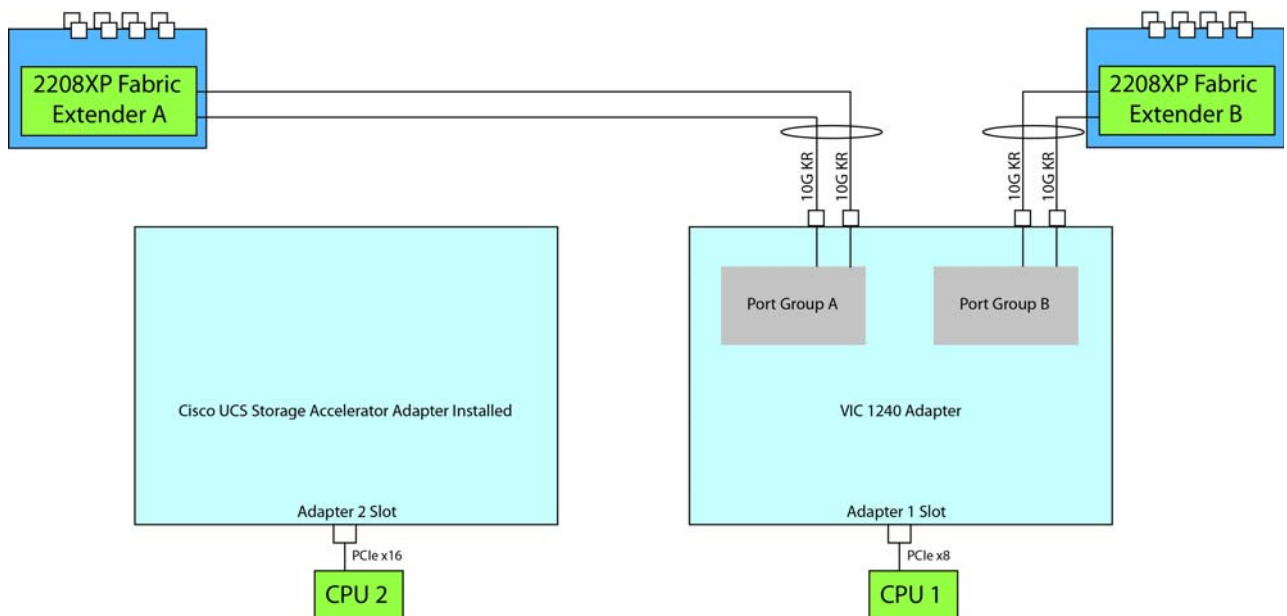 2208XP Fabric
Extender A
2208XP Fabric
Extender B
10G KR
10G KR
10G KR
10G KR
Port Group A
Port Group B
Cisco UCS Storage Accelerator Adapter Installed
VIC 1240 Adapter
Adapter 2 Slot
Adapter 1 Slot
PCIe x16
PCIe x8
CPU 2
CPU 1